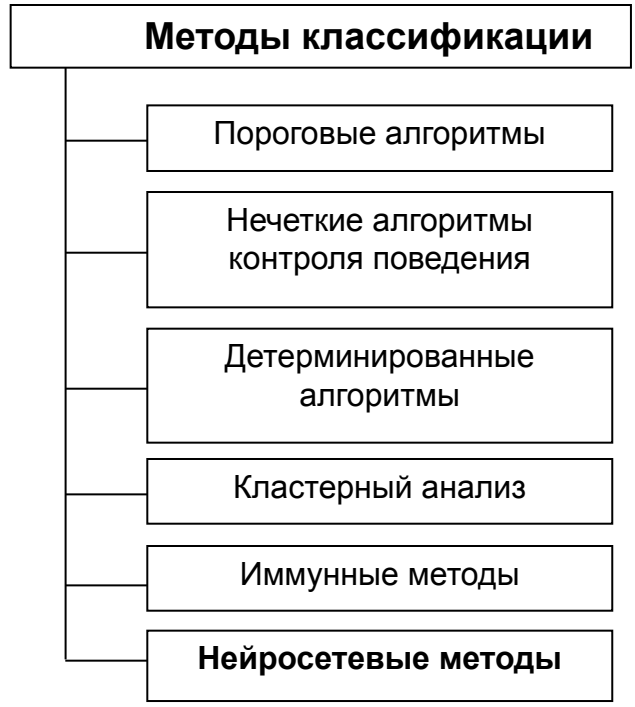 Методы классификации
Пороговые алгоритмы
Нечеткие алгоритмы
контроля поведения
Детерминированные
алгоритмы
Кластерный анализ
Иммунные методы
Нейросетевые методы